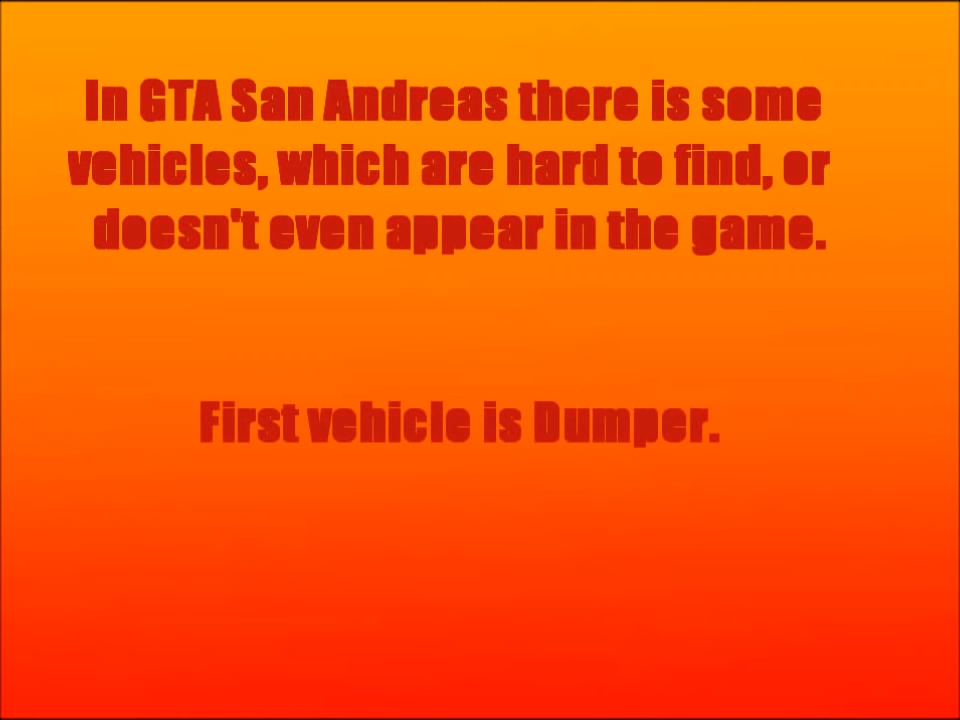 In GTA San Andreas there is some
vehicles, which are hard to find, or
doesn't even appear in the game.
First vehicle is Dumper.